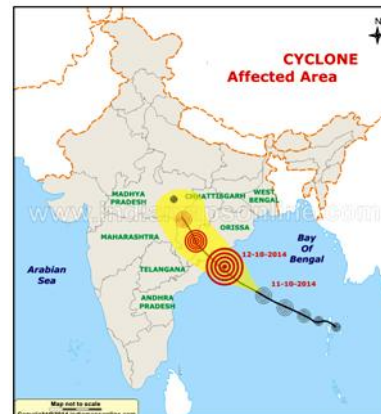 N
CYCLONE
Affected Area
MADHYA
PRADESH
CHHATTISGARH
WEST
BENGAL
ORISSA
MAHARASHTRA
TELANGANA
ANDHRA
PRADESH
Bay
Of
Bengal
12-10-2014
11-10-2014
Arabian
Sea
Map not to scale